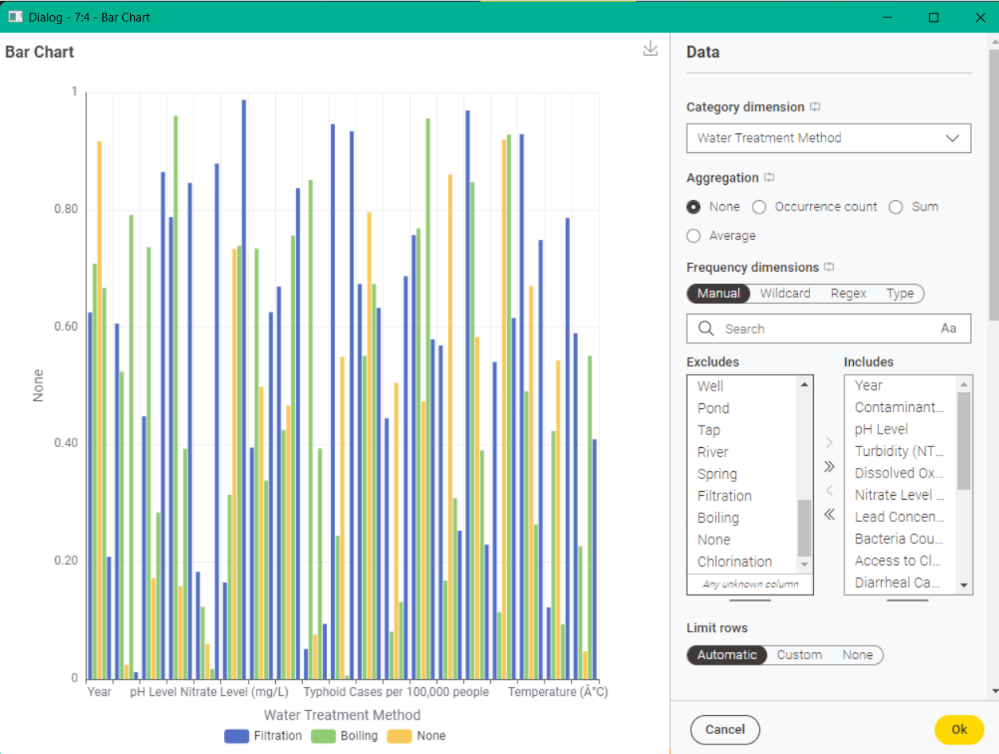 Dialog - 7:4 - Bar Chart
Bar Chart
1
0.80
0.60
0.40
0.20
0
None
Year pH Level Nitrate Level (mg/L) Typhoid Cases per 100,000 people Temperature (Â°C)
Water Treatment Method
Filtration Boiling None
Data
Category dimension
Water Treatment Method
Aggregation
None Occurrence count Sum
Average
Frequency dimensions
Manual Wildcard Regex Type
Search Aa
Excludes
Well
Pond
Tap
River
Spring
Filtration
Boiling
None
Chlorination
Any unknown column
Includes
Year
Contaminant...
pH Level
Turbidity (NT...
Dissolved Ox...
Nitrate Level ...
Lead Concen...
Bacteria Cou...
Access to Cl...
Diarrheal Ca...
Limit rows
Automatic Custom None
Cancel Ok